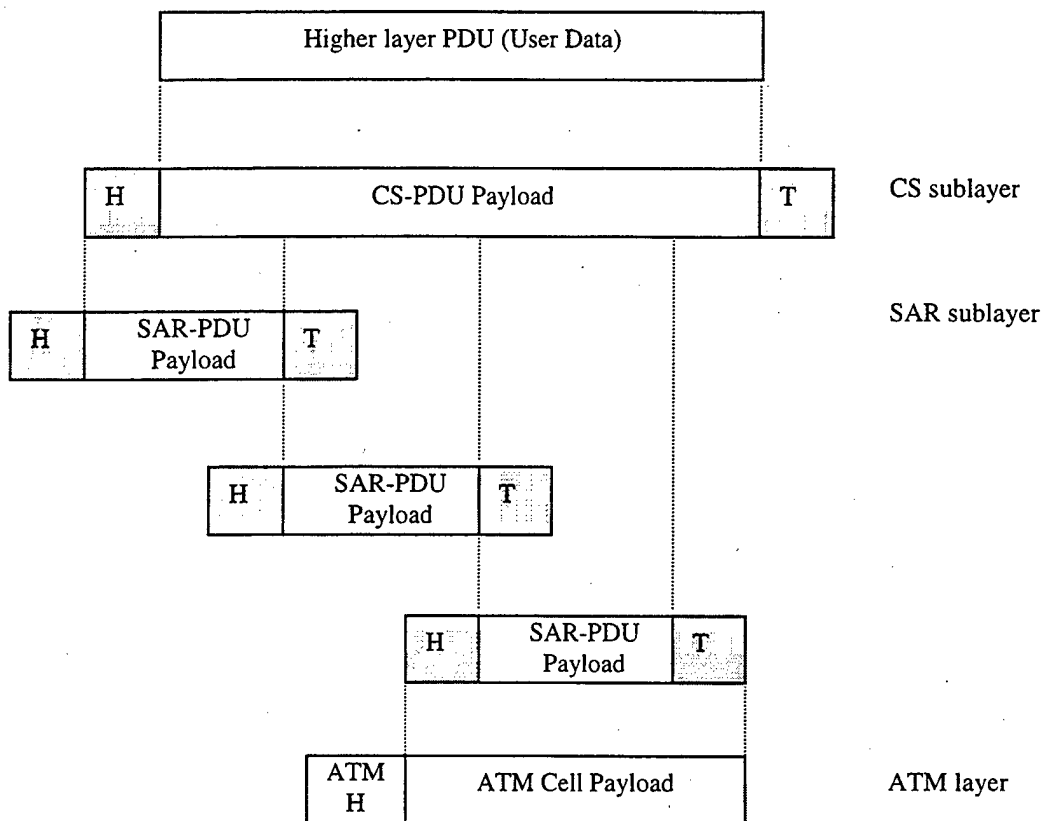 Higher layer PDU (User Data)
H
CS-PDU Payload
T
CS sublayer
SAR sublayer
H
SAR-PDU
Payload
T
H
SAR-PDU
Payload
T
H
SAR-PDU
Payload
T
ATM
H
ATM Cell Payload
ATM layer